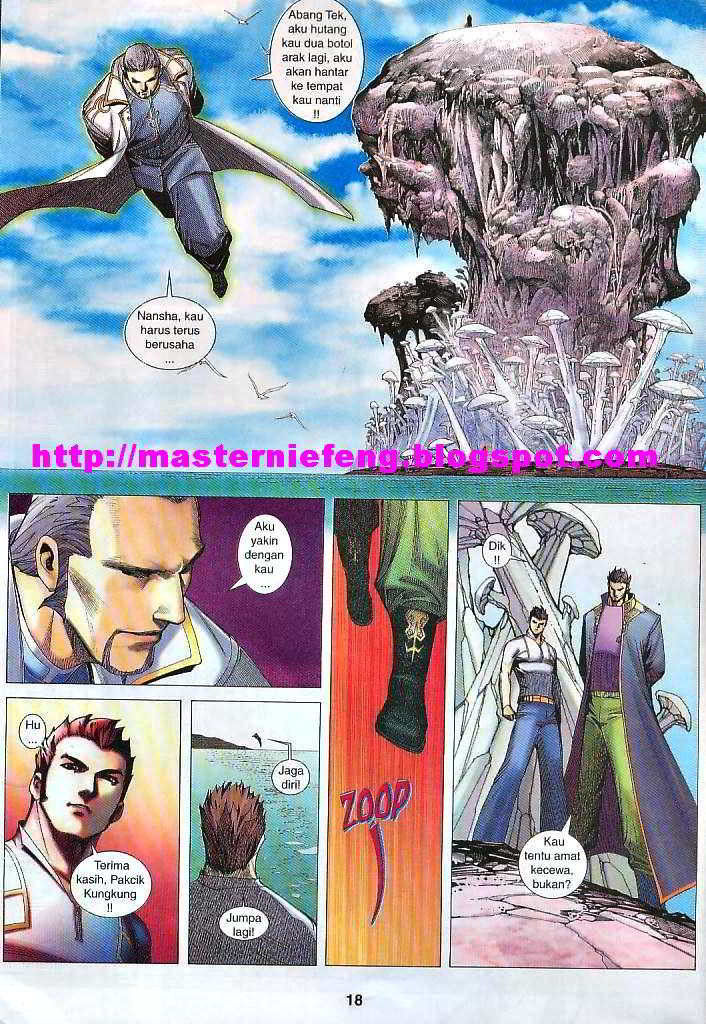 Abang Tek,
aku hutang
kau dua botol
arak lagi, aku
akan hantar
ke tempat
kau nanti
!!
Nansha, kau
harus terus
berusaha
...
http://masterniefeng.blogspot.com
Aku
yakin
dengan
kau
...
Hu
...
Terima
kasih, Pakcik
Kungkung
!!
Jaga
diri!
Jumpa
lagi!
ZOOP
Dik
!!
Kau
tentu amat
kecewa,
bukan?
18